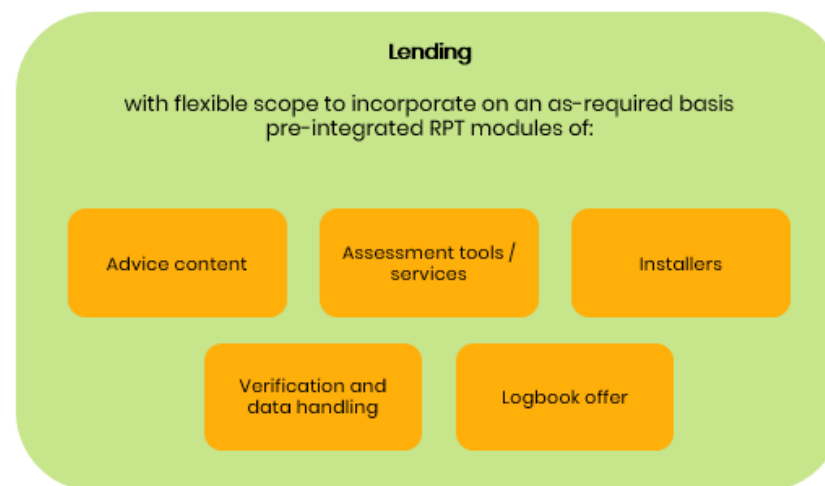 Lending
with flexible scope to incorporate on an as-required basis
pre-integrated RPT modules of:
Advice content
Assessment tools /
services
Installers
Verification and
data handling
Logbook offer